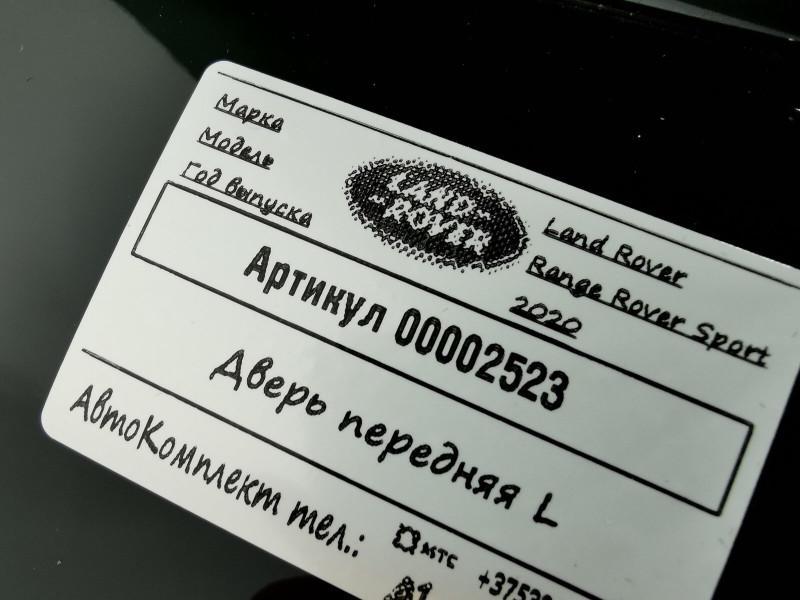 Марка
Модель
Год выпуска
LAND-
-ROVER
Land Rover
Range Rover Sport
2020
Артикул 00002523
Дверь передняя L
АвтоКомплект тел.:
мтс